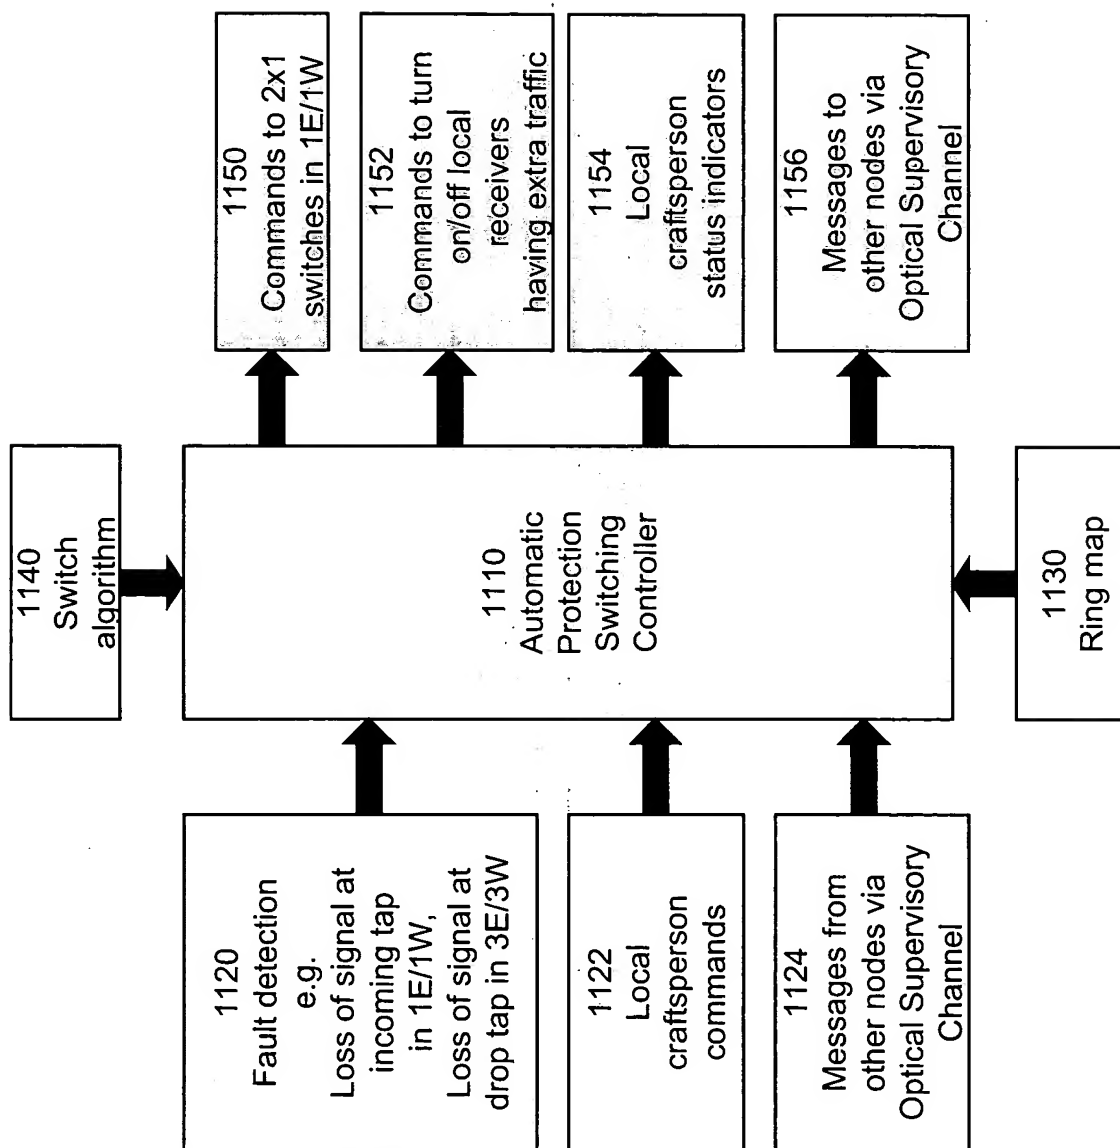 1140
Switch
algorithm
1120
Fault detection
e.g.
Loss of signal at
incoming tap
in 1E/1W,
Loss of signal at
drop tap in 3E/3W
1122
Local
craftsperson
commands
1124
Messages from
other nodes via
Optical Supervisory
Channel
1110
Automatic
Protection
Switching
Controller
1130
Ring map
1150
Commands to 2x1
switches in 1E/1W
1152
Commands to turn
on/off local
receivers
having extra traffic
1154
Local
craftsperson
status indicators
1156
Messages to
other nodes via
Optical Supervisory
Channel